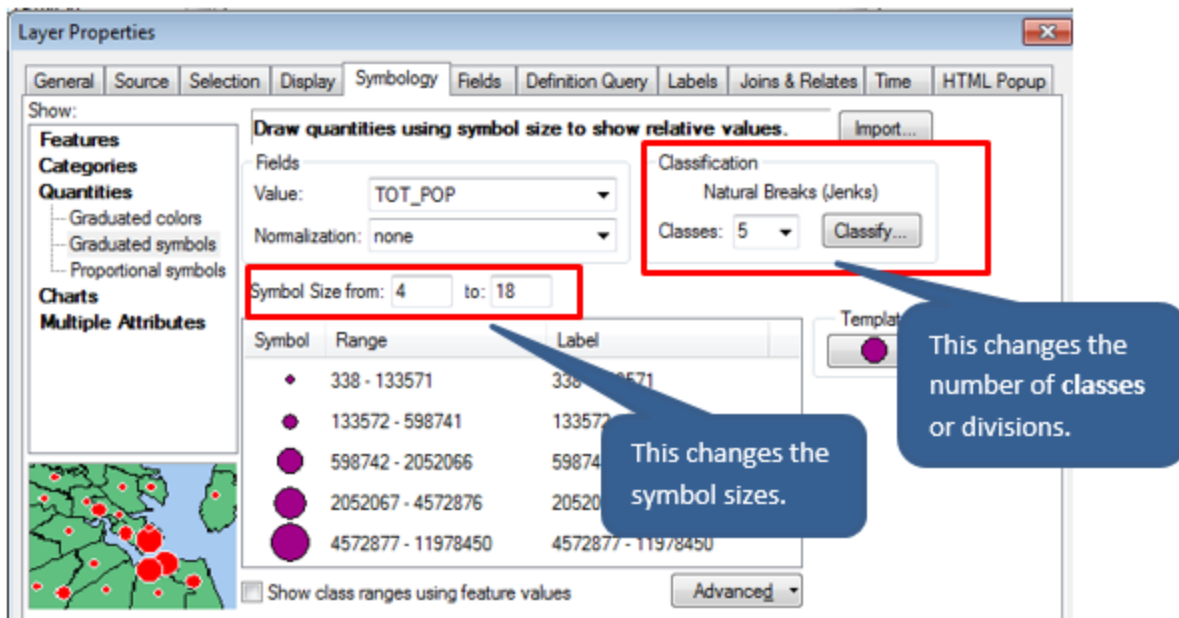 Layer Properties
General Source Selection Display Symbology Fields Definition Query Labels Joins & Relates Time HTML Popup
Show:
Features
Categories
Quantities
Graduated colors
Graduated symbols
Proportional symbols
Charts
Multiple Attributes
Draw quantities using symbol size to show relative values.
Import...
Fields
Value: TOT_POP
Normalization: none
Classification
Natural Breaks (Jenks)
Classes: 5 Classify...
Symbol Size from: 4 to: 18
Symbol Range Label
338 - 133571
133572 - 598741 133572
598742 - 2052066
2052067 - 4572876
4572877 - 11978450 4572877 - 11978450
Show class ranges using feature values
Advanced
This changes the
symbol sizes.
This changes the
number of classes
or divisions.